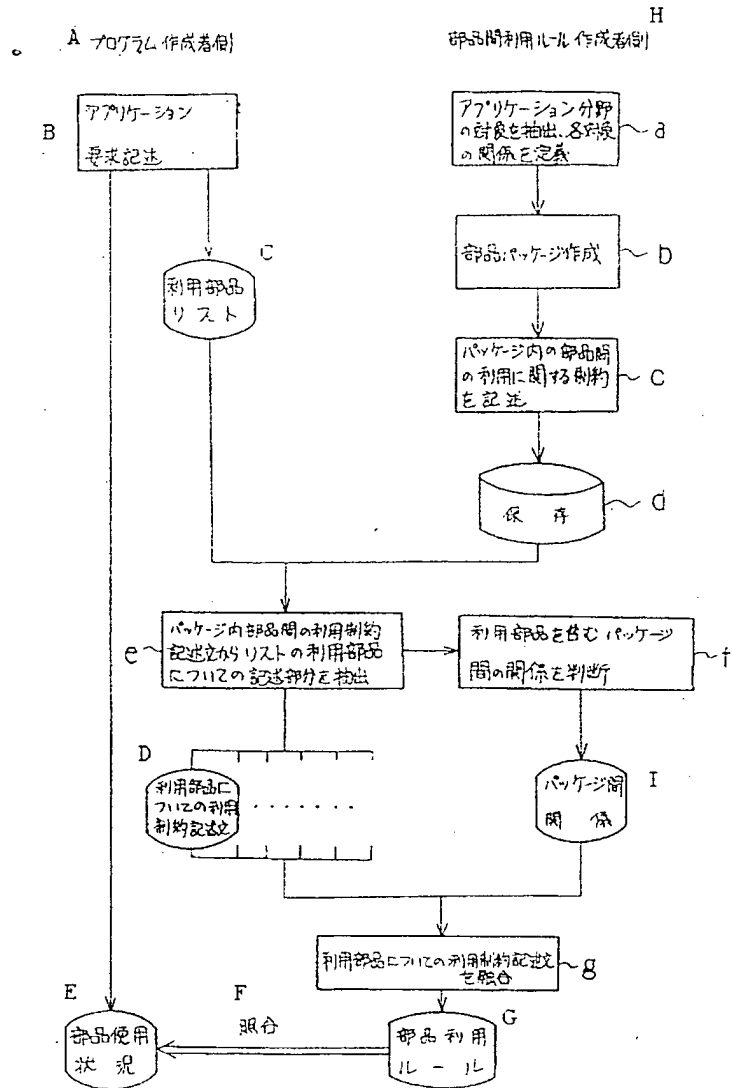 A プログラム作成者側
H
部品間利用ルール作成者側
B
アプリケーション
要求記述
アプリケーション分野
の対象を抽出、各対象
の関係を定義
a
C
利用部品
リスト
部品パッケージ作成
b
パッケージ内の部品間
の利用に関する制約
を記述
c
保存
d
e
パッケージ内部品間の利用制約
記述文からリストの利用部品
についての記述部分を抽出
利用部品を含むパッケージ
間の関係を判断
f
D
利用部品に
ついての利用
制約記述文
.......
I
パッケージ間
関係
利用部品についての利用制約記述文
を融合
g
E
部品使用
状況
F
照合
G
部品利用
ルール